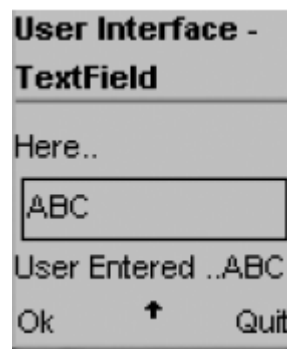 User Interface -
TextField
Here..
ABC
User Entered ..ABC
Ok Quit